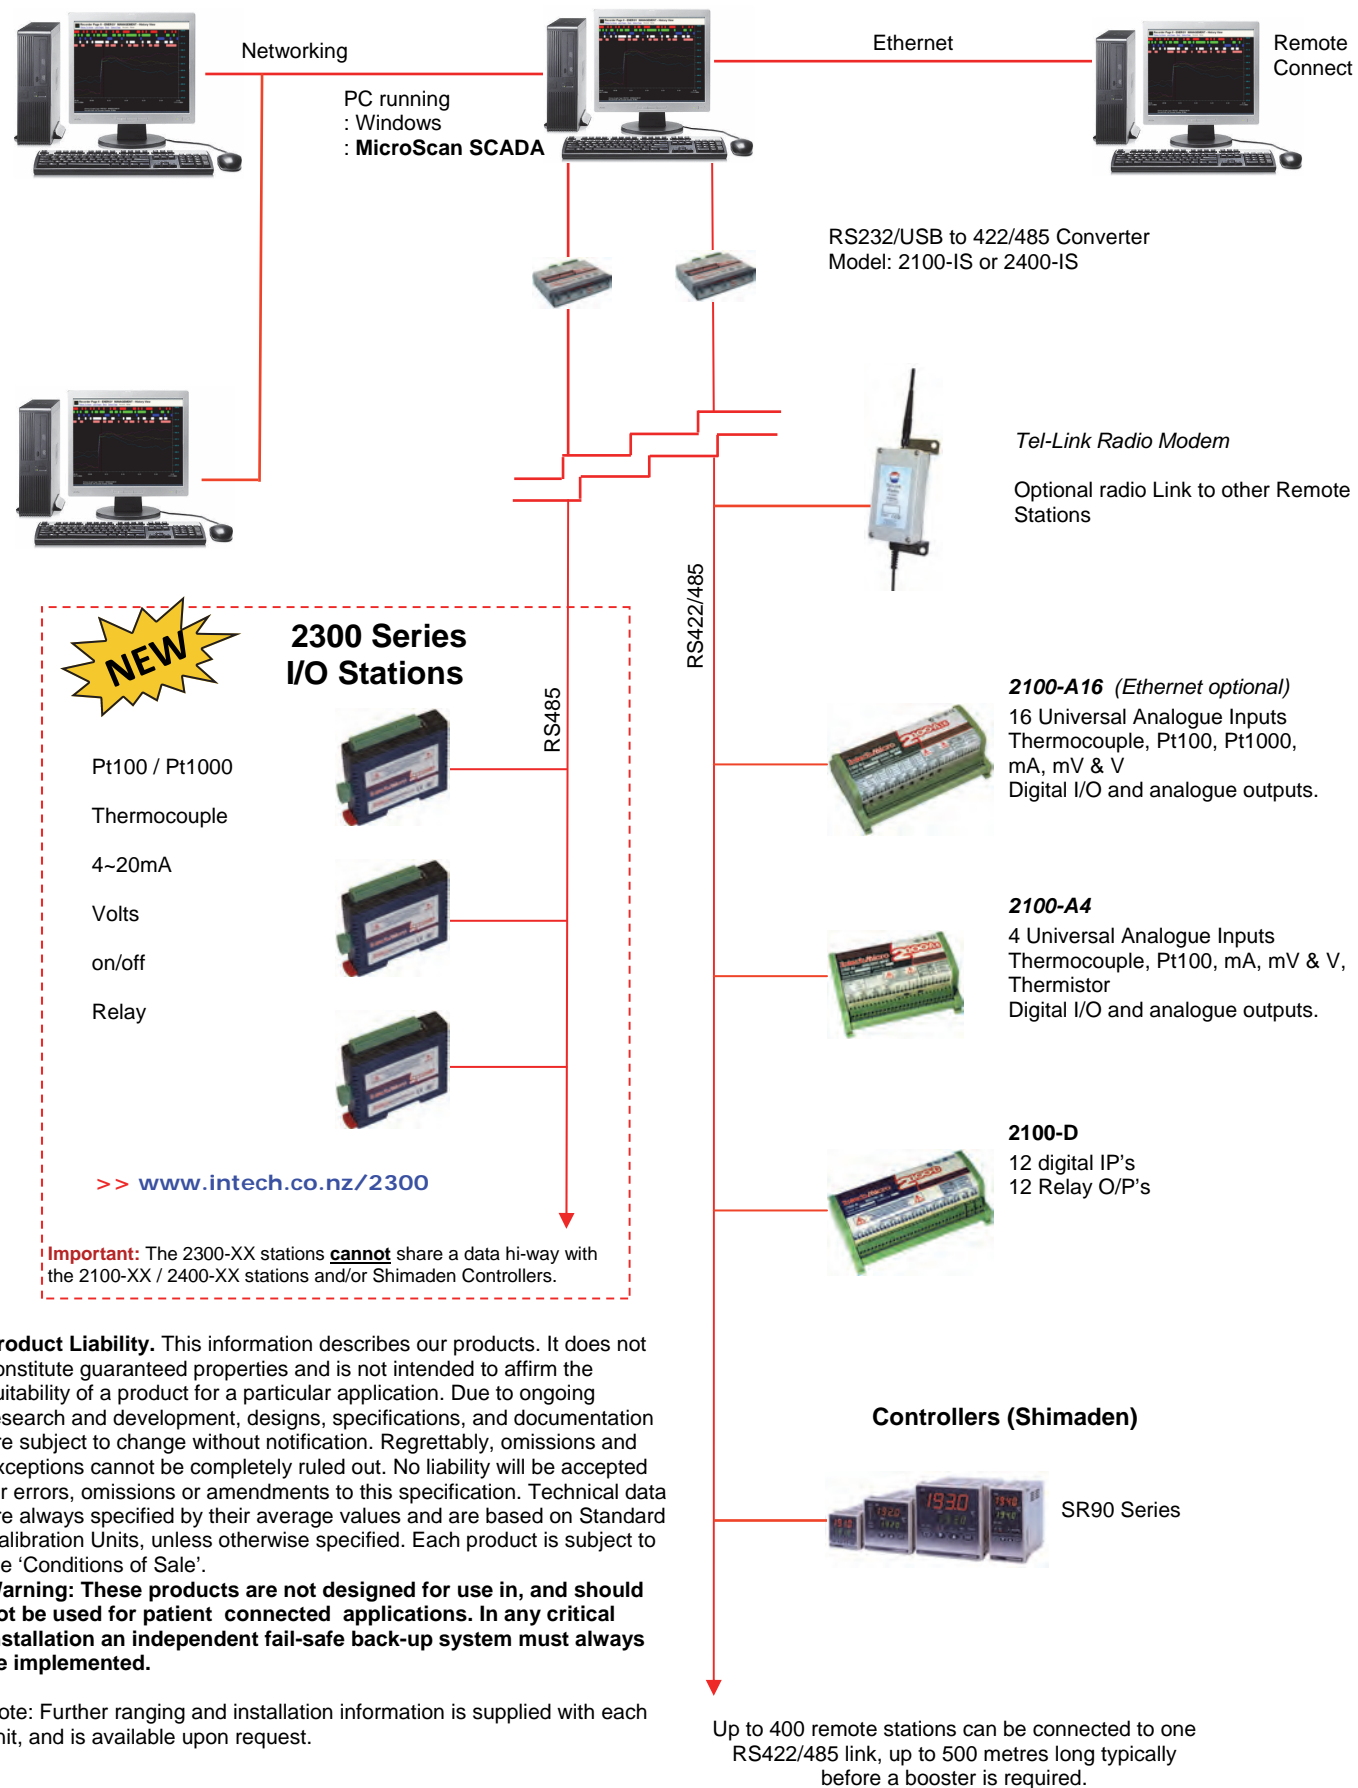 Networking
PC running
: Windows
: MicroScan SCADA
Ethernet
Remote
Connect
RS232/USB to 422/485 Converter
Model: 2100-IS or 2400-IS
Tel-Link Radio Modem
Optional radio Link to other Remote
Stations
RS422/485
NEW
2300 Series
I/O Stations
RS485
Pt100 / Pt1000
Thermocouple
4~20mA
Volts
on/off
Relay
>> www.intech.co.nz/2300
Important: The 2300-XX stations cannot share a data hi-way with
the 2100-XX / 2400-XX stations and/or Shimaden Controllers.
2100-A16 (Ethernet optional)
16 Universal Analogue Inputs
Thermocouple, Pt100, Pt1000,
mA, mV & V
Digital I/O and analogue outputs.
2100-A4
4 Universal Analogue Inputs
Thermocouple, Pt100, mA, mV & V,
Thermistor
Digital I/O and analogue outputs.
2100-D
12 digital IP's
12 Relay O/P's
Controllers (Shimaden)
193.0
SR90 Series
Up to 400 remote stations can be connected to one
RS422/485 link, up to 500 metres long typically
before a booster is required.
roduct Liability. This information describes our products. It does not
onstitute guaranteed properties and is not intended to affirm the
uitability of a product for a particular application. Due to ongoing
esearch and development, designs, specifications, and documentation
re subject to change without notification. Regrettably, omissions and
xceptions cannot be completely ruled out. No liability will be accepted
r errors, omissions or amendments to this specification. Technical data
re always specified by their average values and are based on Standard
alibration Units, unless otherwise specified. Each product is subject to
e ‘Conditions of Sale’.
arning: These products are not designed for use in, and should
ot be used for patient connected applications. In any critical
stallation an independent fail-safe back-up system must always
e implemented.
ote: Further ranging and installation information is supplied with each
nit, and is available upon request.